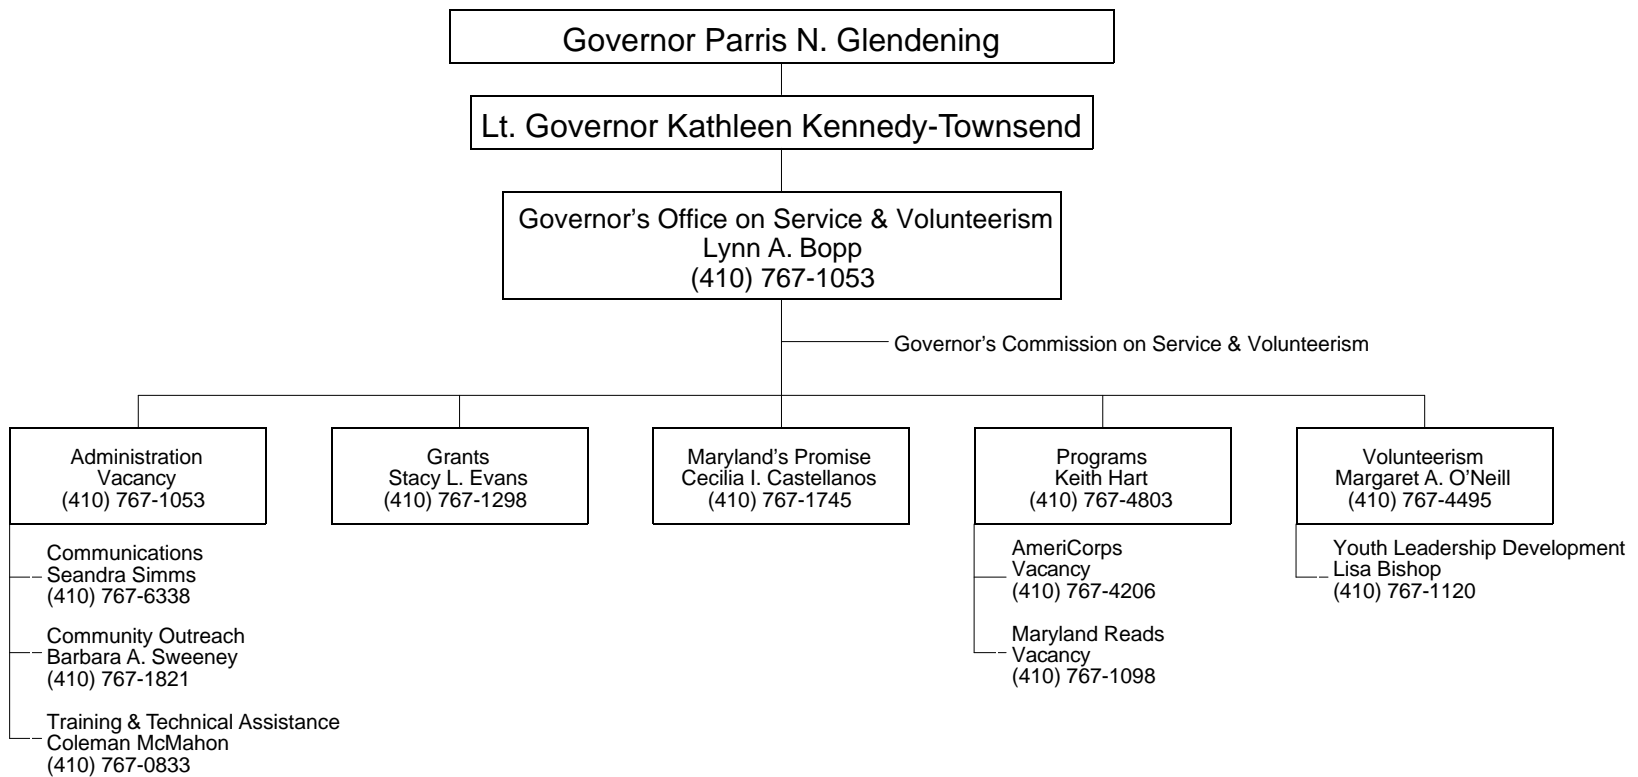 Governor Parris N. Glendening
Lt. Governor Kathleen Kennedy-Townsend
Governor’s Office on Service & Volunteerism
Lynn A. Bopp
(410) 767-1053
Governor’s Commission on Service & Volunteerism
Administration
Vacancy
(410) 767-1053
Communications
Seandra Simms
(410) 767-6338
Community Outreach
Barbara A. Sweeney
(410) 767-1821
Training & Technical Assistance
Coleman McMahon
(410) 767-0833
Grants
Stacy L. Evans
(410) 767-1298
Maryland’s Promise
Cecilia I. Castellanos
(410) 767-1745
Programs
Keith Hart
(410) 767-4803
AmeriCorps
Vacancy
(410) 767-4206
Maryland Reads
Vacancy
(410) 767-1098
Volunteerism
Margaret A. O’Neill
(410) 767-4495
Youth Leadership Development
Lisa Bishop
(410) 767-1120